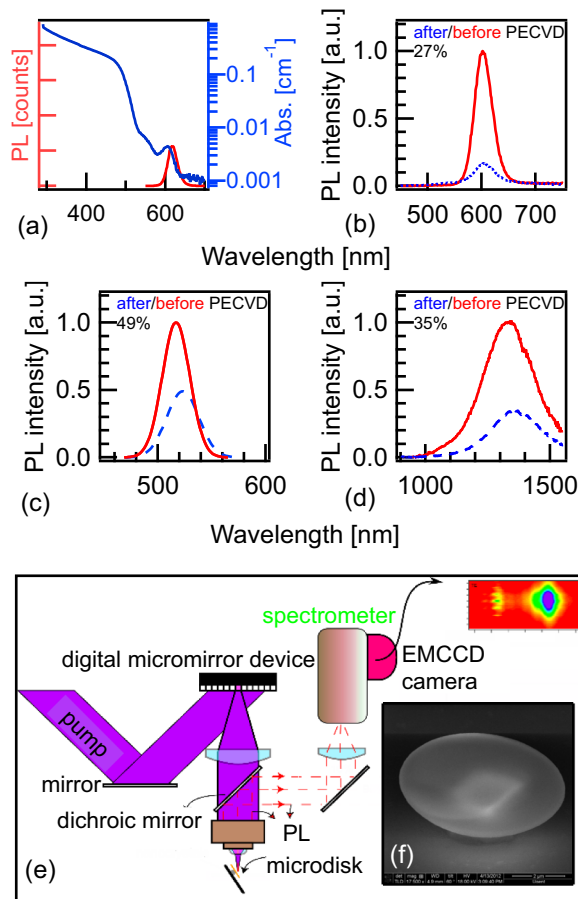 PL [counts]
Abs. [cm-1]
0.1
0.01
0.001
400
600
(a)
PL intensity [a.u.]
after/before PECVD
27%
1.0
0.5
0.0
500
600
700
(b)
Wavelength [nm]
PL intensity [a.u.]
after/before PECVD
49%
1.0
0.5
0.0
500
600
(c)
PL intensity [a.u.]
after/before PECVD
35%
1.0
0.5
0.0
1000
1500
(d)
Wavelength [nm]
spectrometer
digital micromirror device
EMCCD
camera
pump
mirror
dichroic mirror
PL
microdisk
(e)
(f)